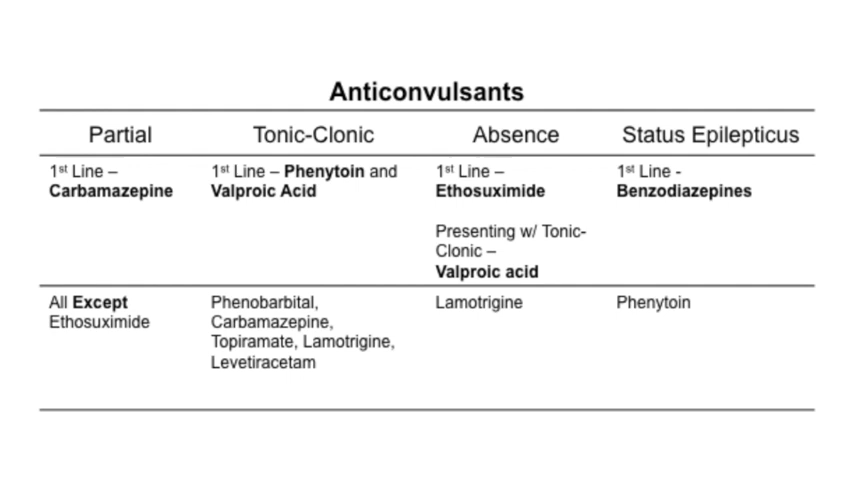 Anticonvulsants
Partial
Tonic-Clonic
Absence
Status Epilepticus
1st Line –
Carbamazepine
1st Line – Phenytoin and
Valproic Acid
1st Line –
Ethosuximide
Presenting w/ Tonic-
Clonic –
Valproic acid
1st Line -
Benzodiazepines
All Except
Ethosuximide
Phenobarbital,
Carbamazepine,
Topiramate, Lamotrigine,
Levetiracetam
Lamotrigine
Phenytoin